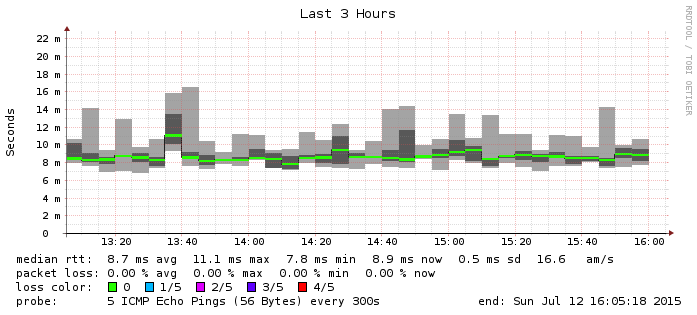 Last 3 Hours
RRDTOOL / TOBI OETIKER
Seconds
22 m
20 m
18 m
16 m
14 m
12 m
10 m
8 m
6 m
4 m
2 m
0
13:20 13:40 14:00 14:20 14:40 15:00 15:20 15:40 16:00
median rtt: 8.7 ms avg 11.1 ms max 7.8 ms min 8.9 ms now 0.5 ms sd 16.6 am/s
packet loss: 0.00 % avg 0.00 % max 0.00 % min 0.00 % now
loss color: 0 1/5 2/5 3/5 4/5
probe: 5 ICMP Echo Pings (56 Bytes) every 300s end: Sun Jul 12 16:05:18 2015